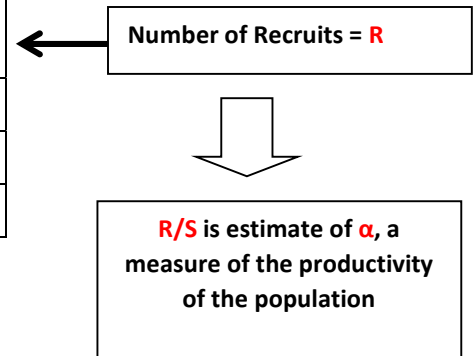 Number of Recruits = R
R/S is estimate of α, a
measure of the productivity
of the population